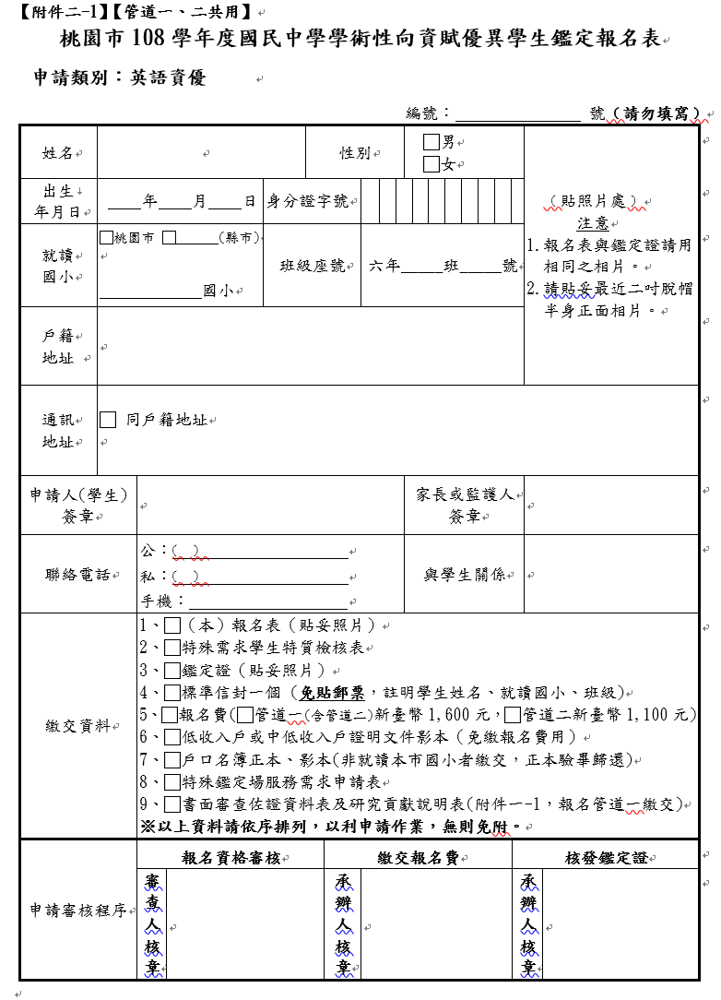 【附件二-1】【管道一、二共用】
桃園市 108 學年度國民中學學術性向資賦優異學生鑑定報名表
申請類別：英語資優
編號：______________ 號（請勿填寫）
姓名
性別
□男
□女
（貼照片處）
注意
1.報名表與鑑定證請用
相同之相片。
2.請貼妥最近二吋脫帽
半身正面相片。
出生
年月日
____年____月____日
身分證字號
就讀
國小
□桃園市 □______(縣市)
____________國小
班級座號
六年_____班_____號
戶籍
地址
通訊
地址
□ 同戶籍地址
申請人(學生)
簽章
家長或監護人
簽章
聯絡電話
公：( )____________________
私：( )____________________
手機：____________________
與學生關係
繳交資料
1、□（本）報名表（貼妥照片）
2、□特殊需求學生特質檢核表
3、□鑑定證（貼妥照片）
4、□標準信封一個（免貼郵票，註明學生姓名、就讀國小、班級)
5、□報名費(□管道一(含管道二)新臺幣 1,600 元，□管道二新臺幣 1,100 元)
6、□低收入戶或中低收入戶證明文件影本（免繳報名費用）
7、□戶口名簿正本、影本(非就讀本市國小者繳交，正本驗畢歸還)
8、□特殊鑑定場服務需求申請表
9、□書面審查佐證資料表及研究貢獻說明表(附件一-1，報名管道一繳交)
※以上資料請依序排列，以利申請作業，無則免附。
申請審核程序
報名資格審核
繳交報名費
核發鑑定證
審查人核章
承辦人核章
承辦人核章